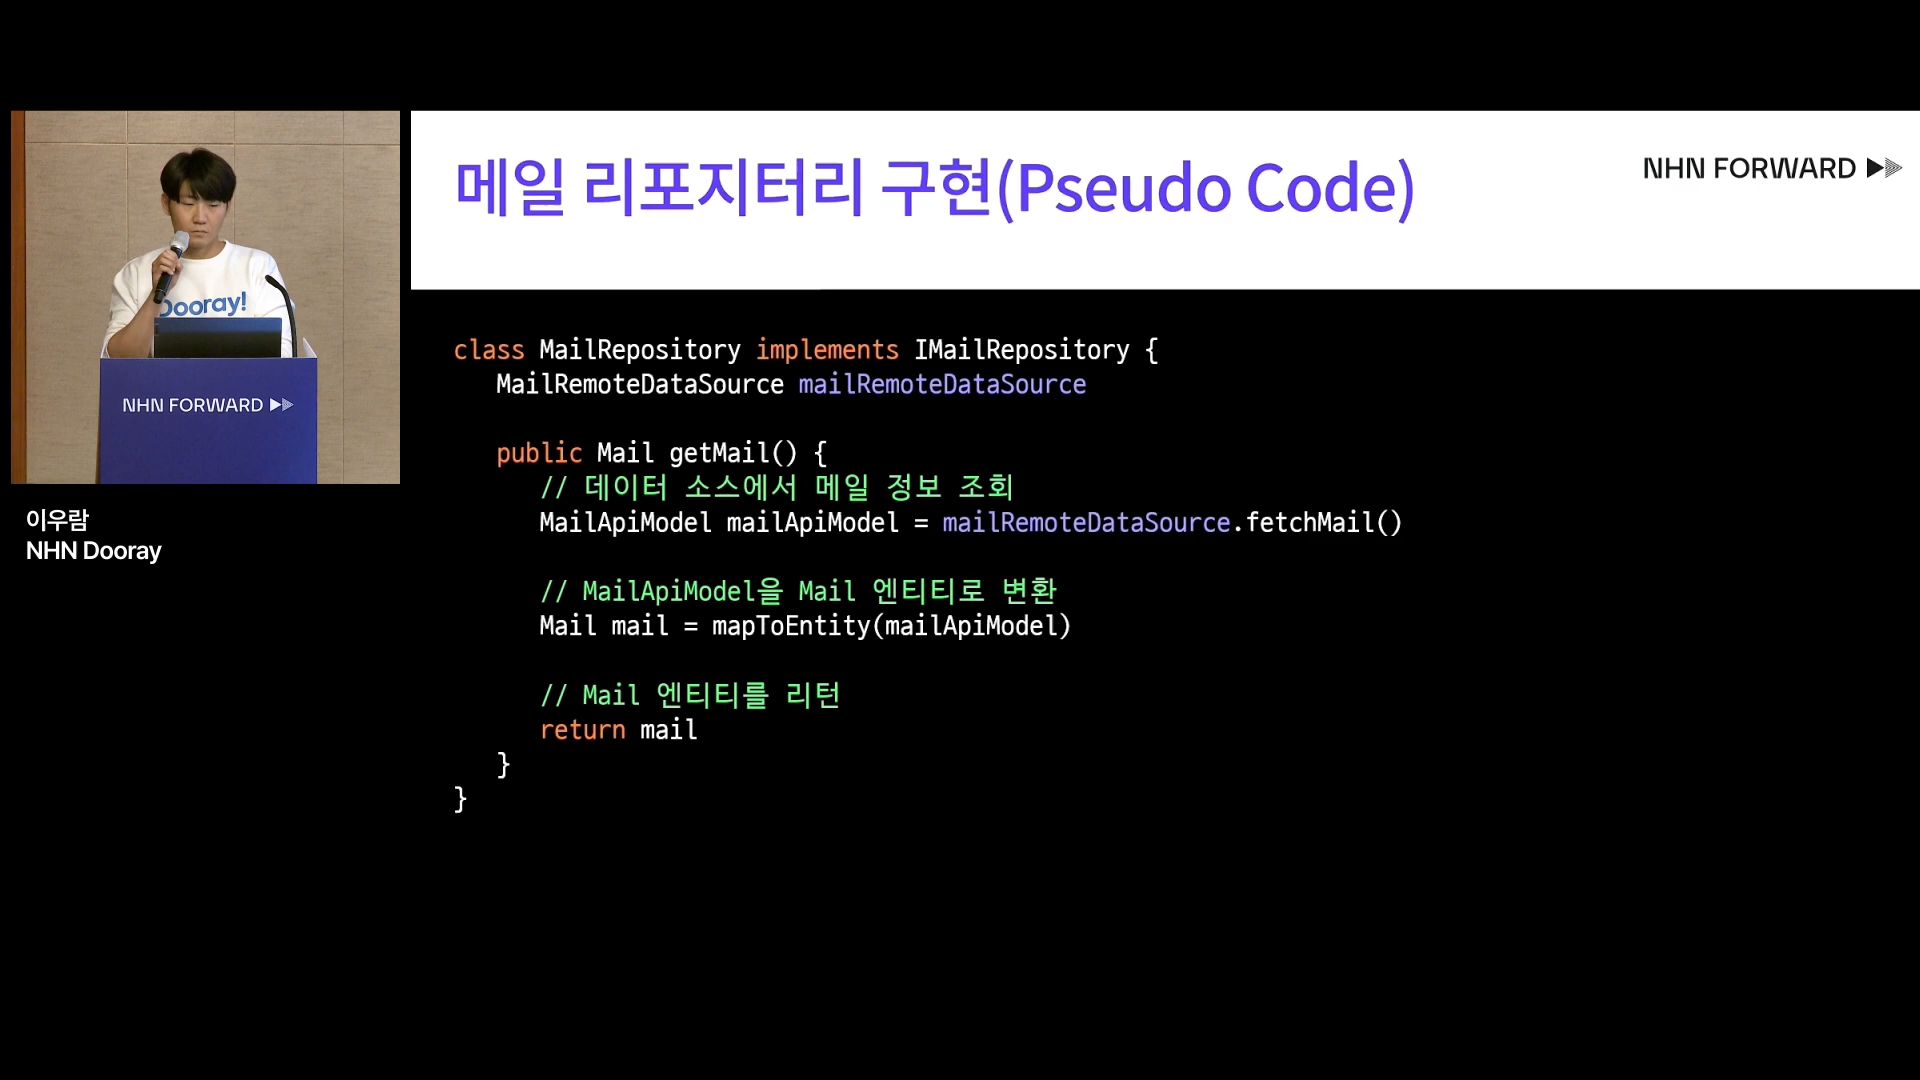 메일 리포지터리 구현(Pseudo Code)
NHN FORWARD
Dooray!
NHN FORWARD
이우람
NHN Dooray
class MailRepository implements IMailRepository {
MailRemoteDataSource mailRemoteDataSource
public Mail getMail() {
// 데이터 소스에서 메일 정보 조회
MailApiModel mailApiModel = mailRemoteDataSource.fetchMail()
// MailApiModel을 Mail 엔티티로 변환
Mail mail = mapToEntity(mailApiModel)
// Mail 엔티티를 리턴
return mail
}
}